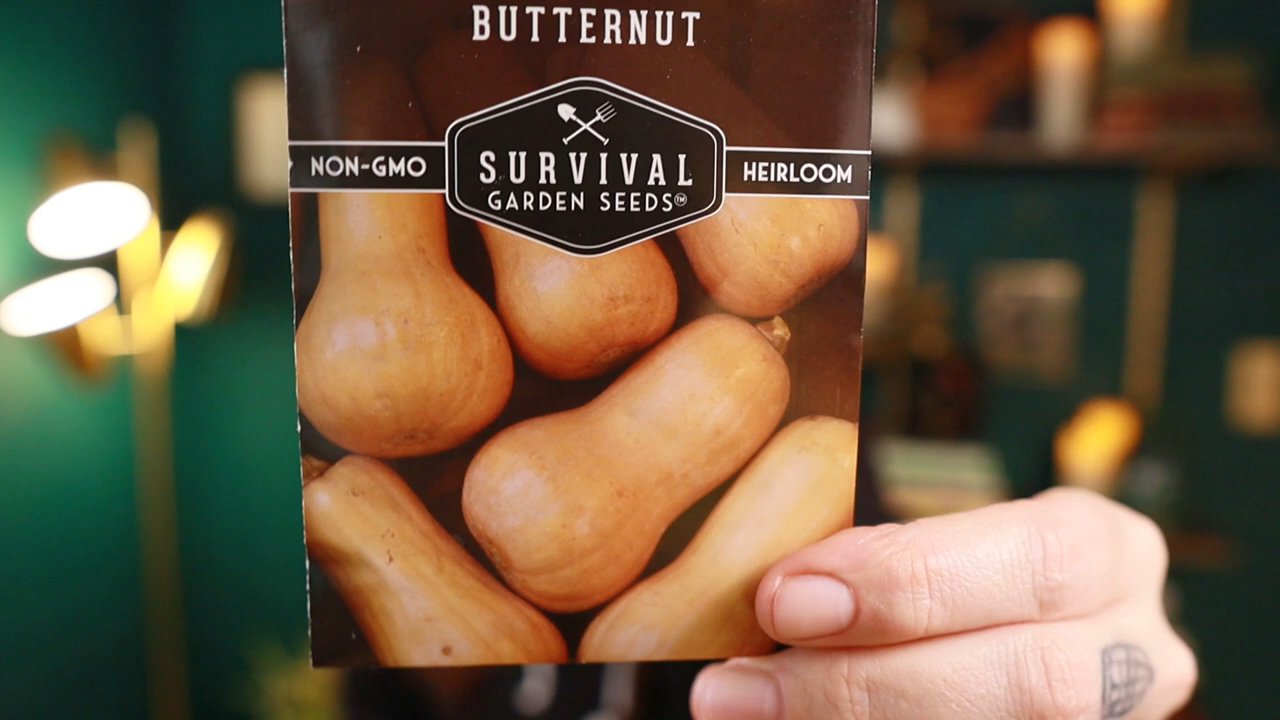 BUTTERNUT
NON-GMO
SURVIVAL
GARDEN SEEDS™
HEIRLOOM